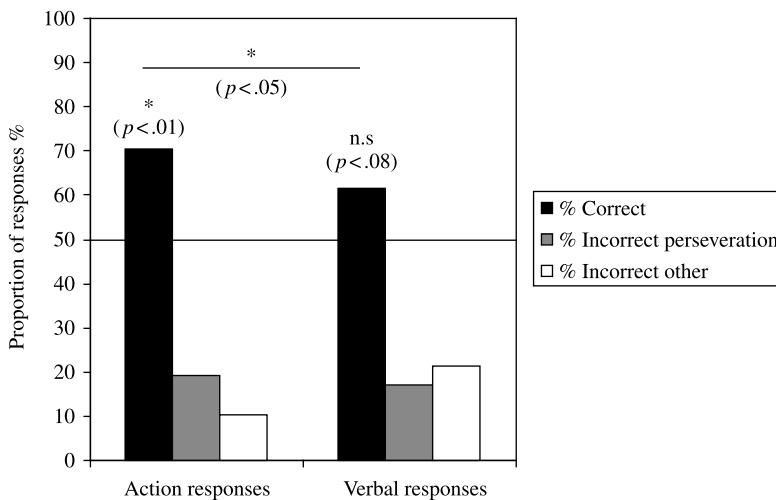 100
90
80
70
60
50
40
30
20
10
0
Proportion of responses %
*
(p<.05)
*
(p<.01)
n.s
(p<.08)
Action responses
Verbal responses
% Correct
% Incorrect perseveration
% Incorrect other